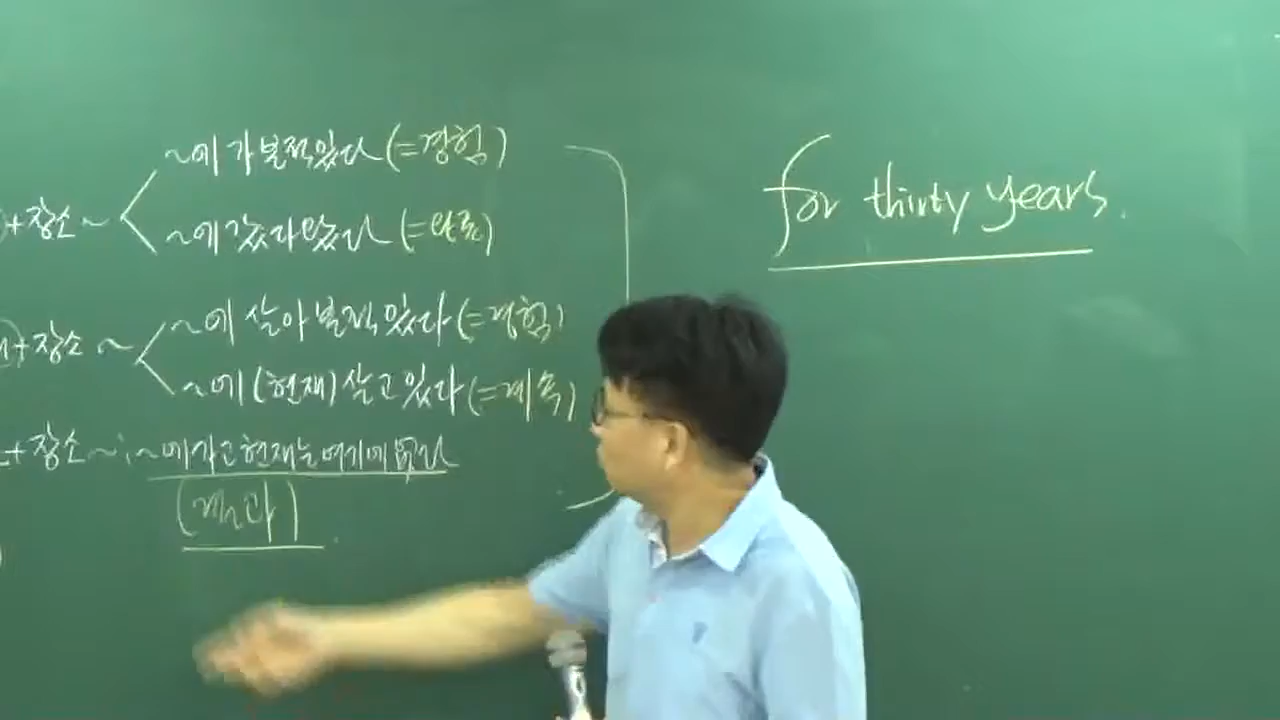 ~에 가 본적 있다 (=경험)
+장소 ~
~에 갔다 왔다 (=완료)
~에 살아 본적 있다 (=경험)
+장소 ~
~에 (현재) 살고 있다 (=계속)
+장소 ~; ~에 가고 현재는 여기에 없다
(결과)
for thirty years.